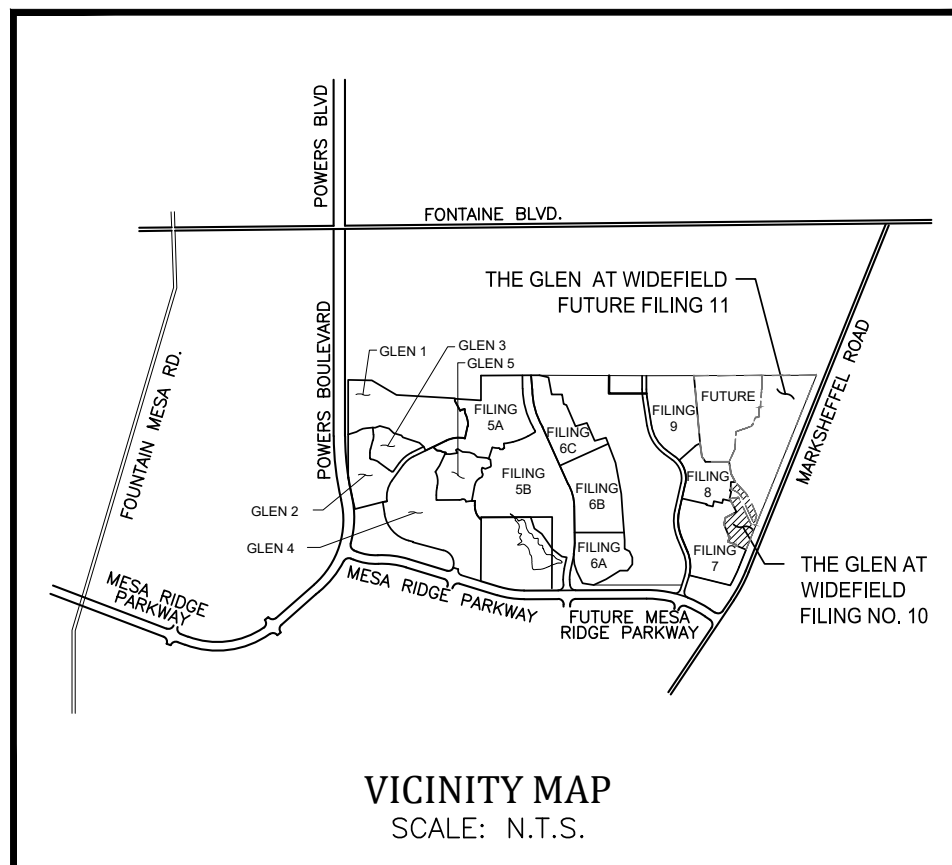 POWERS BLVD
FONTAINE BLVD.
THE GLEN AT WIDEFIELD
FUTURE FILING 11
POWERS BOULEVARD
FOUNTAIN MESA RD.
MARKSHEFFEL ROAD
GLEN 1
GLEN 3
GLEN 5
FILING
5A
FILING
6C
FILING
9
FUTURE
GLEN 2
FILING
5B
FILING
6B
FILING
8
GLEN 4
FILING
6A
FILING
7
THE GLEN AT
WIDEFIELD
FILING NO. 10
MESA RIDGE
PARKWAY
MESA RIDGE PARKWAY
FUTURE MESA
RIDGE PARKWAY
VICINITY MAP
SCALE: N.T.S.